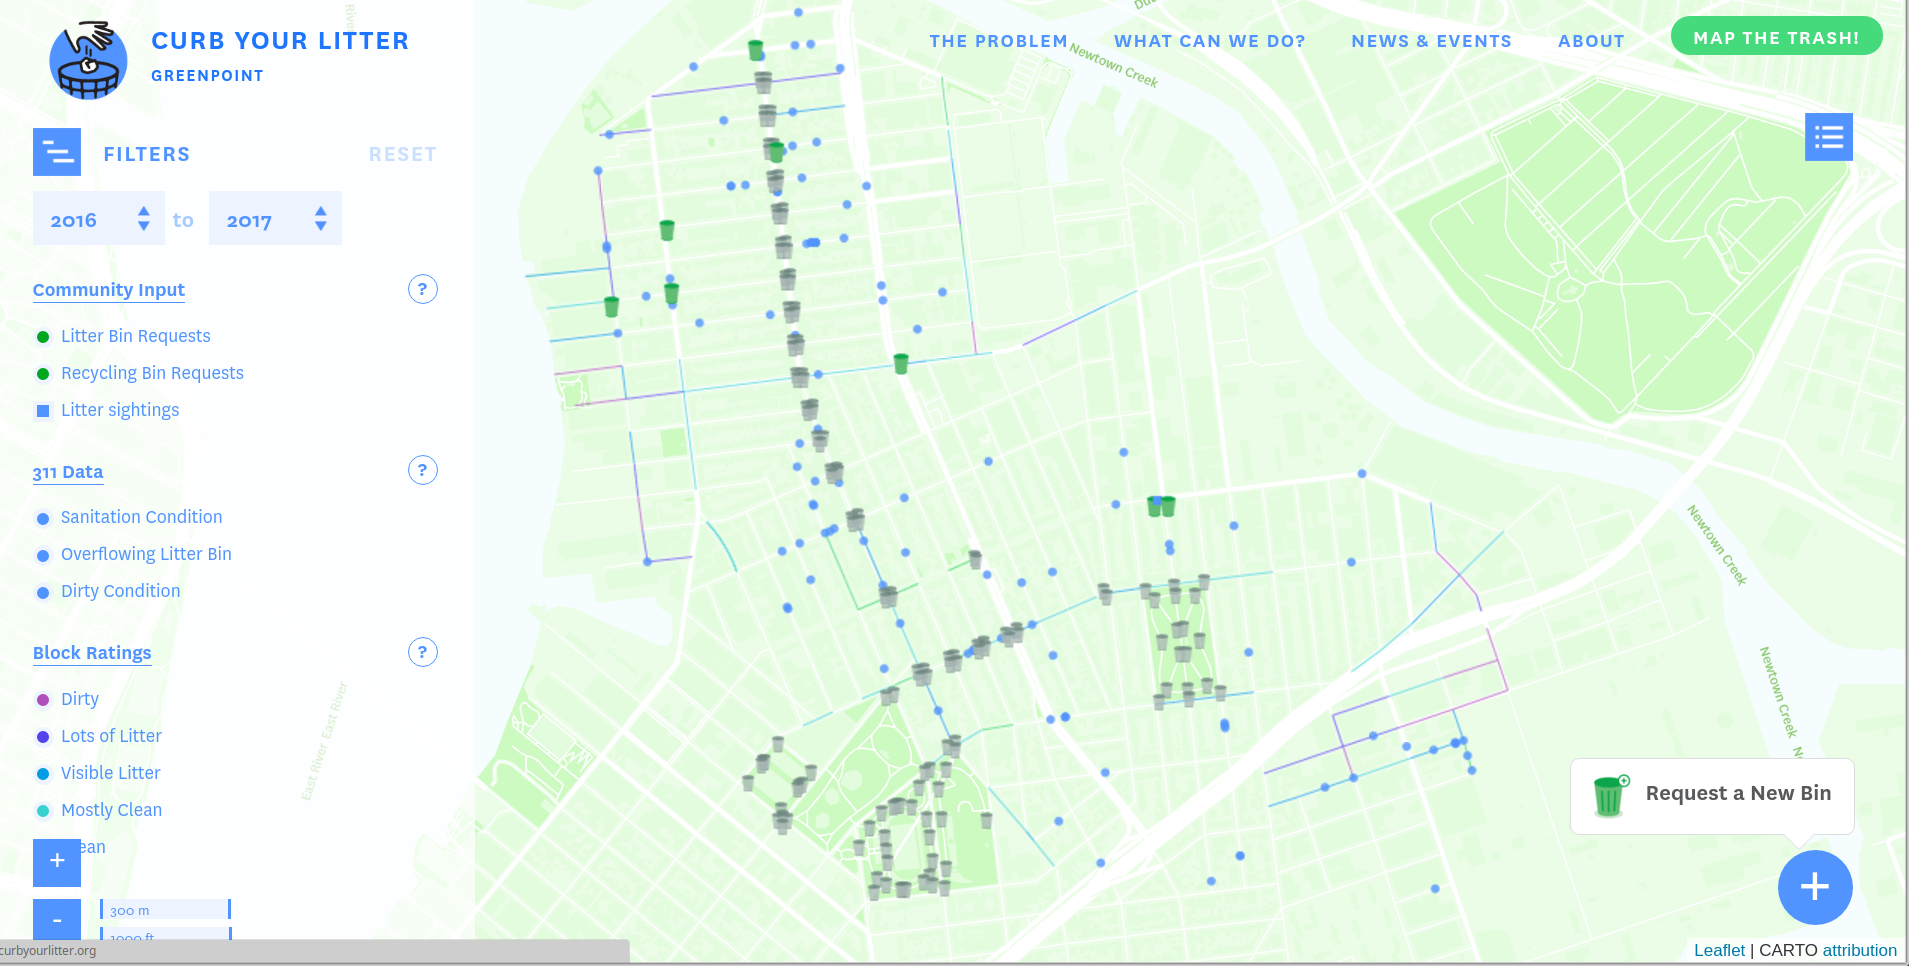 CURB YOUR LITTER
GREENPOINT
THE PROBLEM
WHAT CAN WE DO?
NEWS & EVENTS
ABOUT
MAP THE TRASH!
FILTERS
RESET
2016
to
2017
Community Input
?
Litter Bin Requests
Recycling Bin Requests
Litter sightings
311 Data
?
Sanitation Condition
Overflowing Litter Bin
Dirty Condition
Block Ratings
?
Dirty
Lots of Litter
Visible Litter
Mostly Clean
ean
+
-
300 m
1000 ft
curbyourlitter.org
River
East River East River
Newtown Creek
Newtown Creek
Newtown Creek
Request a New Bin
+
Leaflet | CARTO attribution